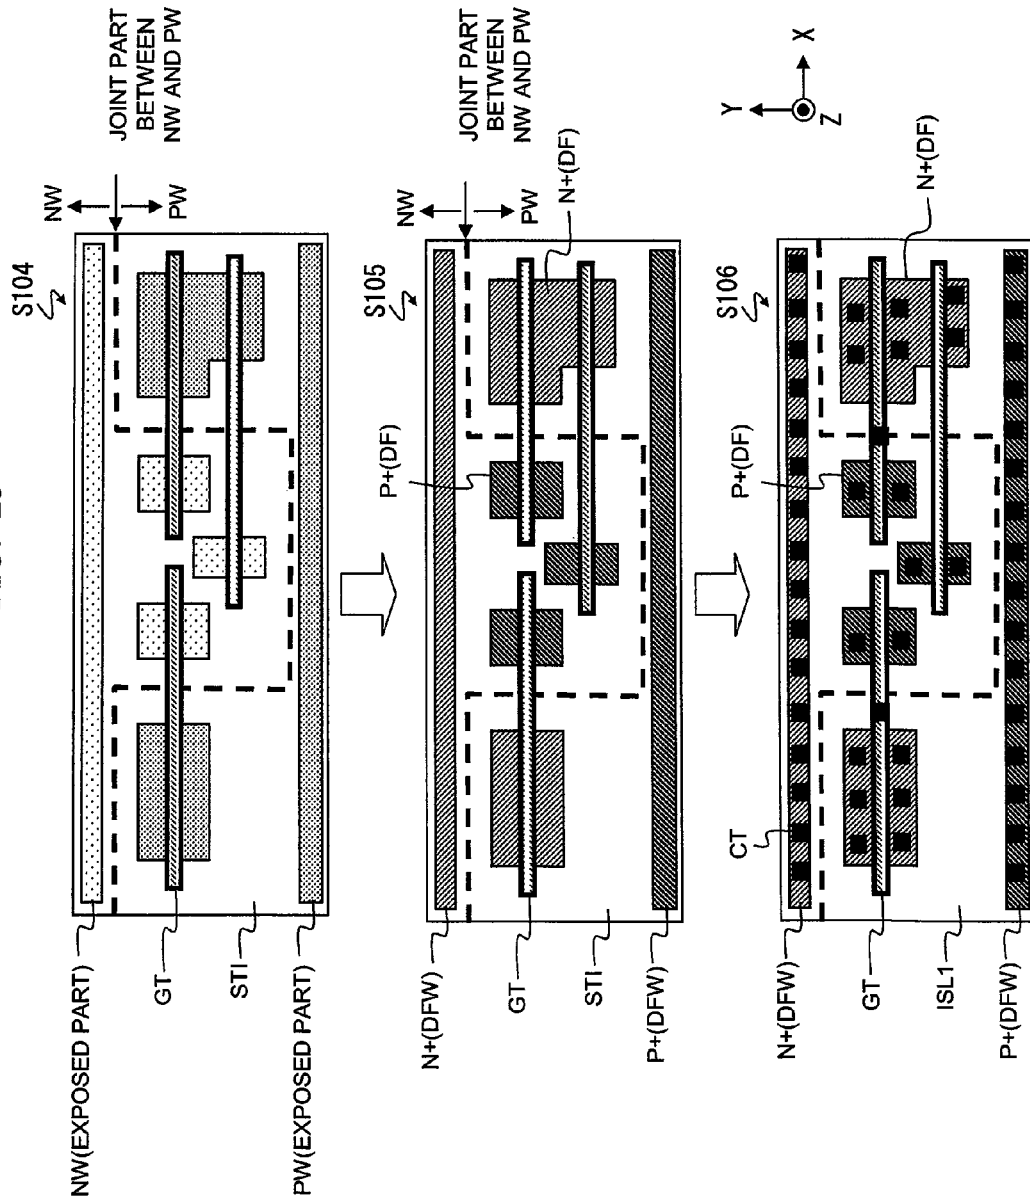 S104
NW
PW
JOINT PART
BETWEEN
NW AND PW
NW(EXPOSED PART)
GT
STI
PW(EXPOSED PART)
S105
NW
PW
JOINT PART
BETWEEN
NW AND PW
N+(DF)
P+(DF)
N+(DFW)
GT
STI
P+(DFW)
S106
Y
X
Z
N+(DF)
P+(DF)
CT
N+(DFW)
GT
ISL1
P+(DFW)